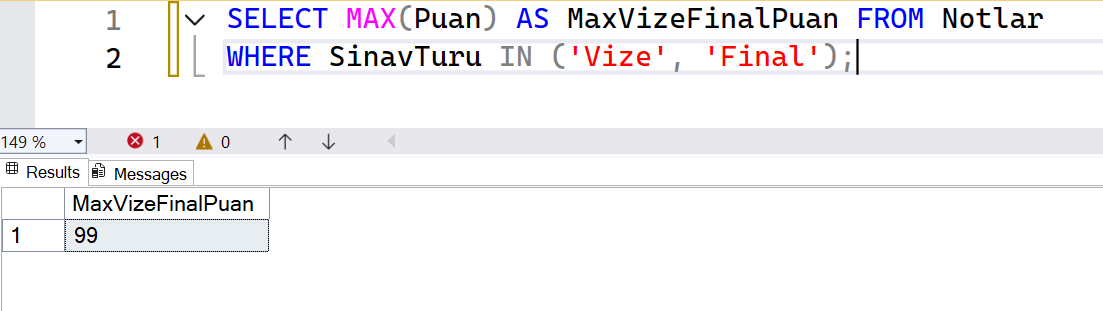 1 SELECT MAX(Puan) AS MaxVizeFinalPuan FROM Notlar
2 WHERE SinavTuru IN ('Vize', 'Final');
149 % 1 0
Results Messages
MaxVizeFinalPuan
1 99